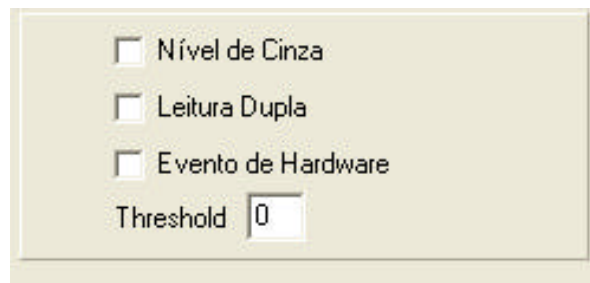 Nível de Cinza
Leitura Dupla
Evento de Hardware
Threshold 0